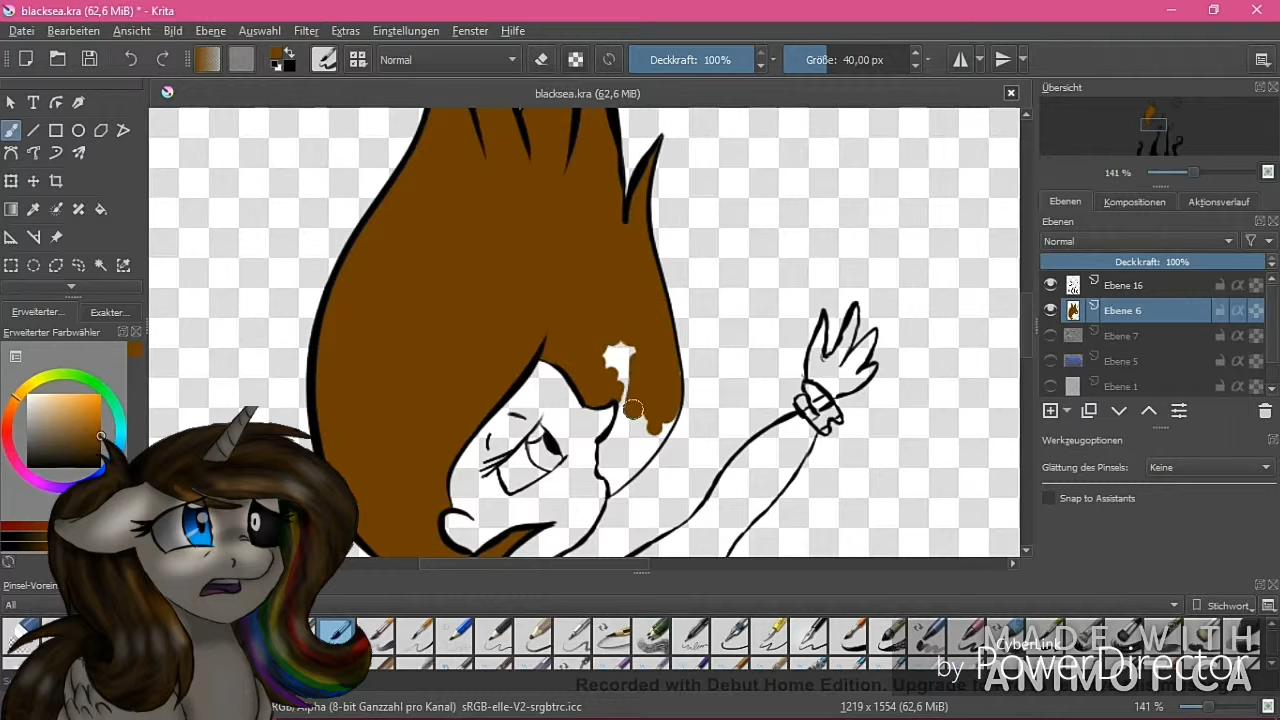 blacksea.kra (62,6 MiB) * - Krita
Datei Bearbeiten Ansicht Bild Ebene Auswahl Filter Extras Einstellungen Fenster Hilfe
Normal Deckkraft: 100% Größe: 40,00 px
blacksea.kra (62,6 MiB)
Übersicht
141 %
Ebenen Kompositionen Aktionsverlauf
Ebenen
Normal
Deckkraft: 100%
Ebene 16
Ebene 6
Ebene 7
Ebene 5
Ebene 1
Erweiterter... Exakter...
Erweiterter Farbwähler
Werkzeugoptionen
Glättung des Pinsels: Keine
Snap to Assistants
Pinsel-Vorein
All Stichwort
MADE WITH
CyberLink
by PowerDirector
ANIMOTICA
Recorded with Debut Home Edition. Upgrade
RGB/Alpha (8-bit Ganzzahl pro Kanal) sRGB-elle-V2-srgbtrc.icc 1219 x 1554 (62,6 MiB) 141 %